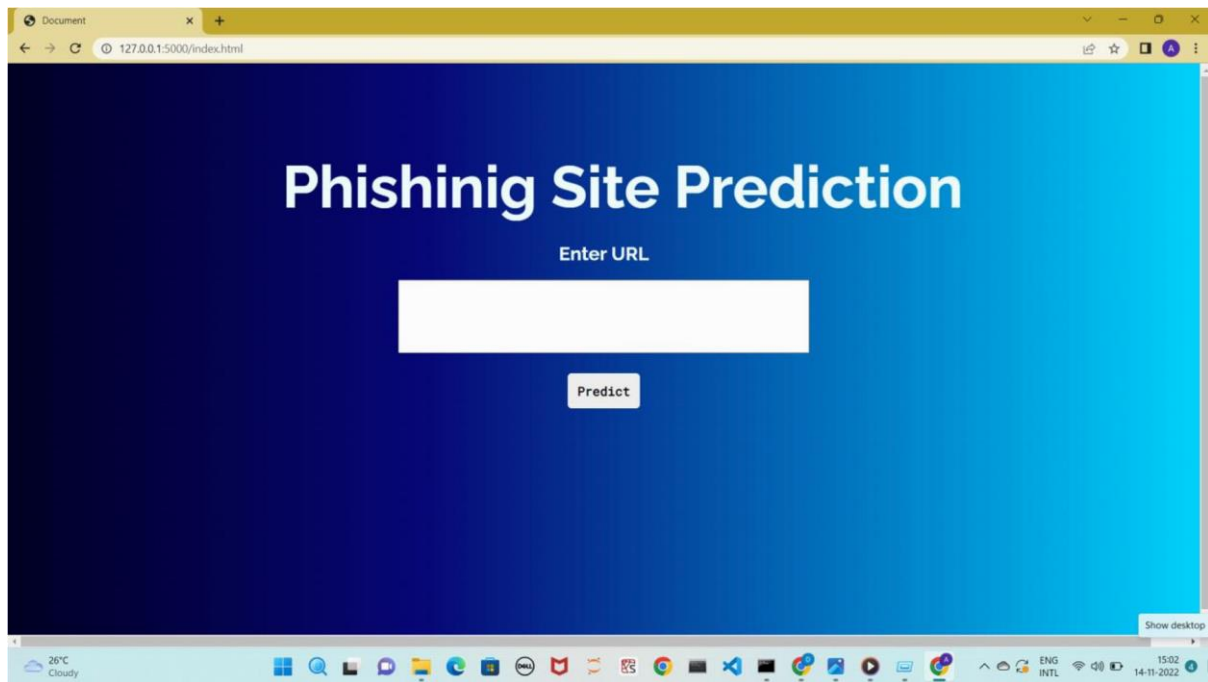 Document
127.0.0.1:5000/index.html
A
Phishinig Site Prediction
Enter URL
Predict
Show desktop
26°C
Cloudy
DELL
ENG
INTL
15:02
14-11-2022